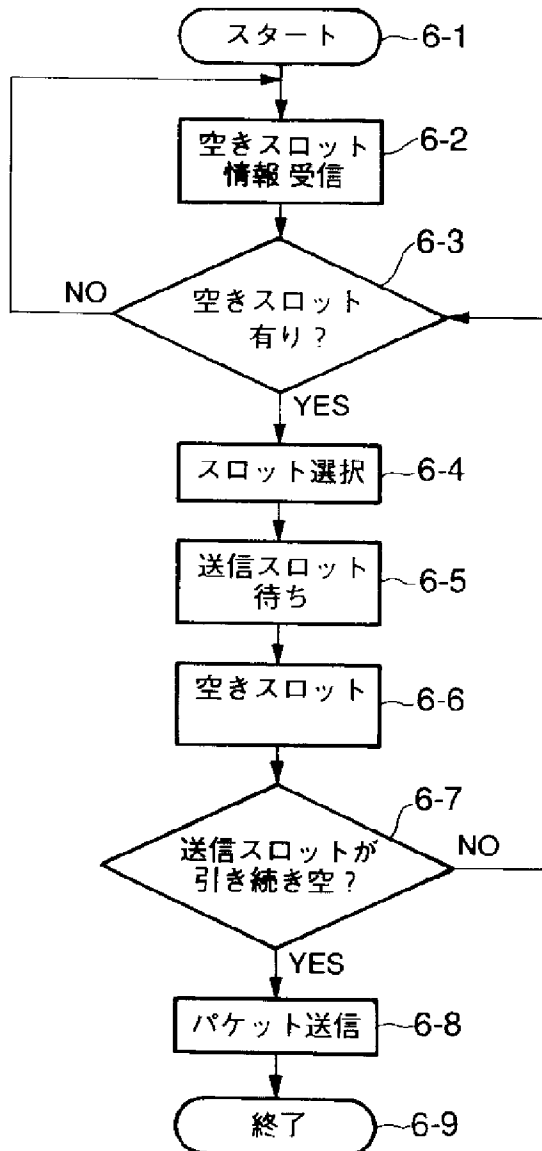 スタート
6-1
空きスロット
情報 受信
6-2
6-3
空きスロット
有り?
NO
YES
スロット選択
6-4
送信スロット
待ち
6-5
空きスロット
6-6
6-7
送信スロットが
引き続き空?
NO
YES
パケット送信
6-8
終了
6-9